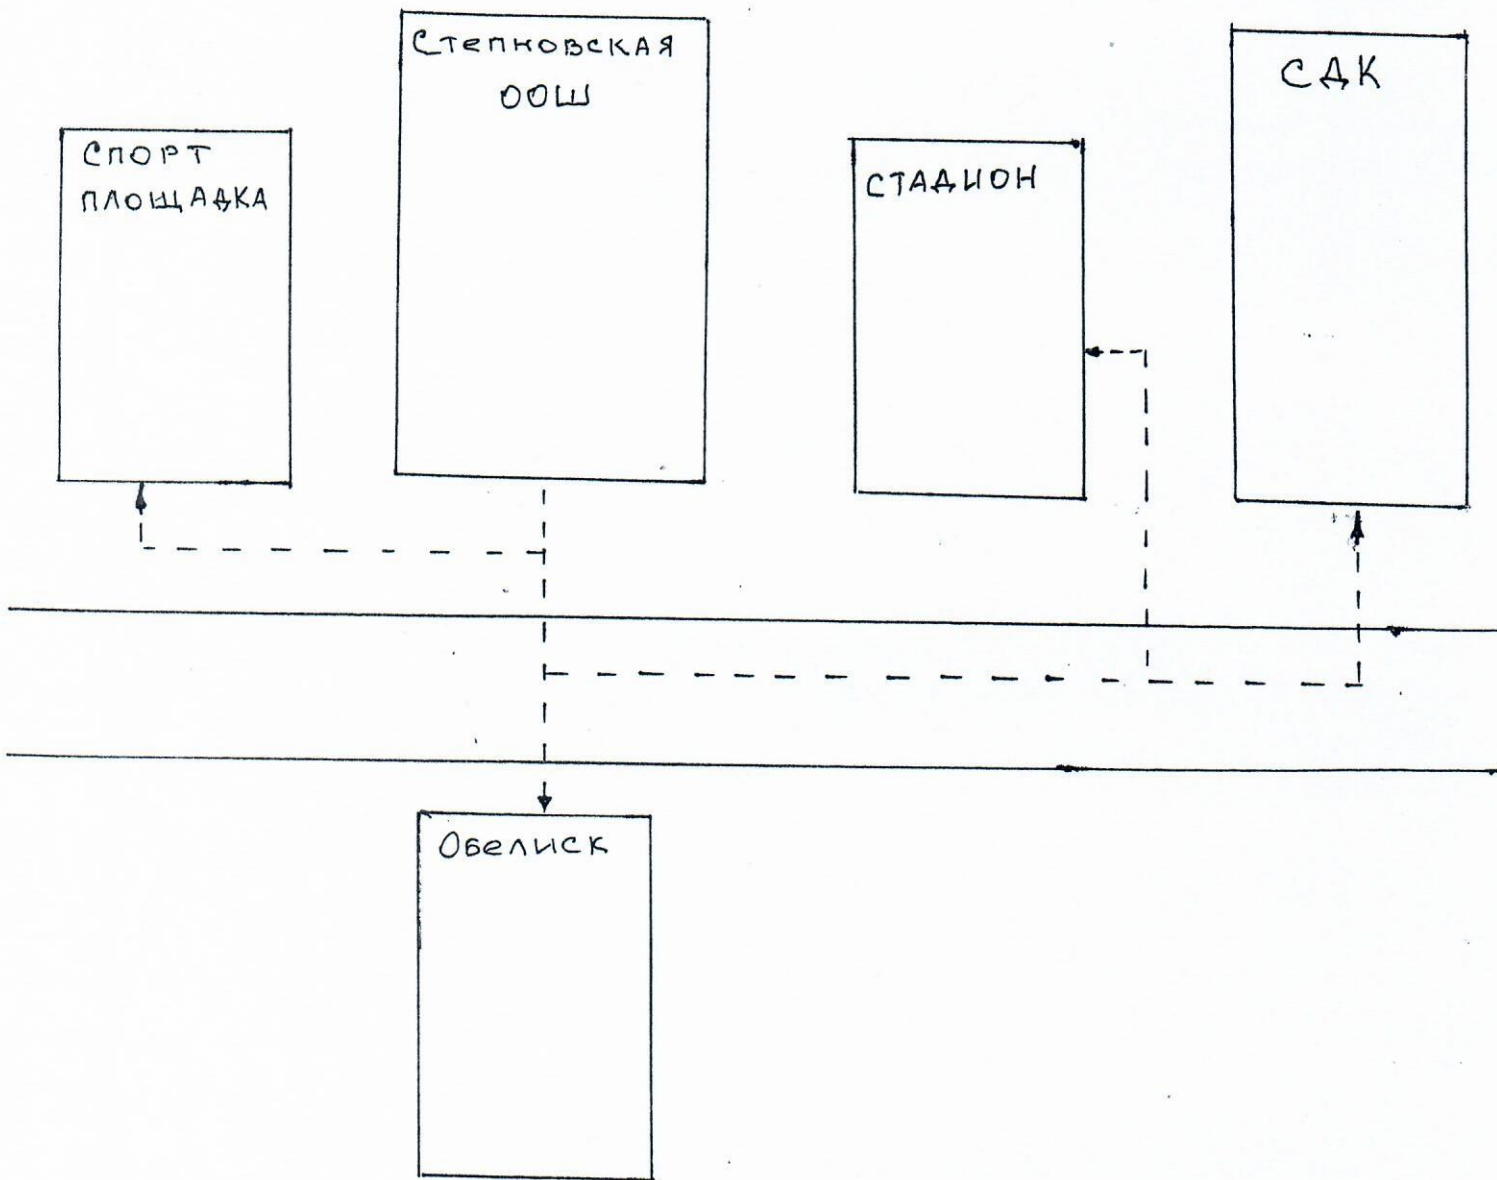 Степновская
ООШ
СПОРТ
ПЛОЩАДКА
СТАДИОН
СДК
Обелиск